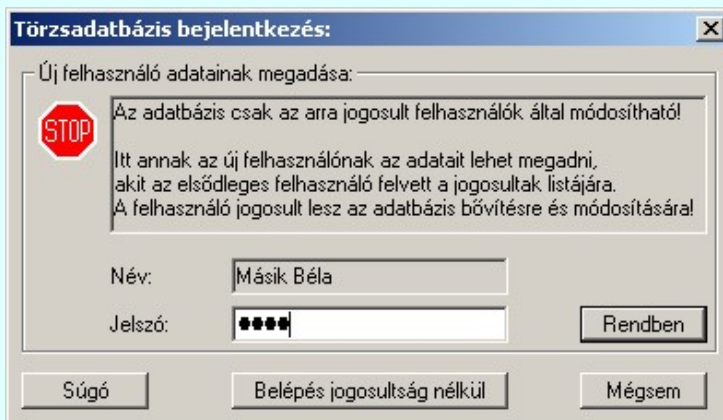 Törzsadatbázis bejelentkezés:
Új felhasználó adatainak megadása:
STOP
Az adatbázis csak az arra jogosult felhasználók által módosítható!
Itt annak az új felhasználónak az adatait lehet megadni,
akit az elsődleges felhasználó felvett a jogosultak listájára.
A felhasználó jogosult lesz az adatbázis bővítésre és módosítására!
Név: Másik Béla
Jelszó: ●●●● Rendben
Súgó Belépés jogosultság nélkül Mégsem